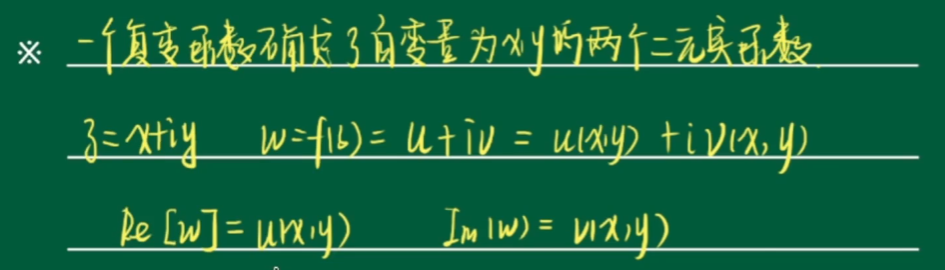 ※ 一个复变函数确定了自变量为x,y的两个二元实函数.
z=x+iy w=f(z)=u+iv=u(x,y)+iv(x,y)
Re[w]=u(x,y) Im(w)=v(x,y)